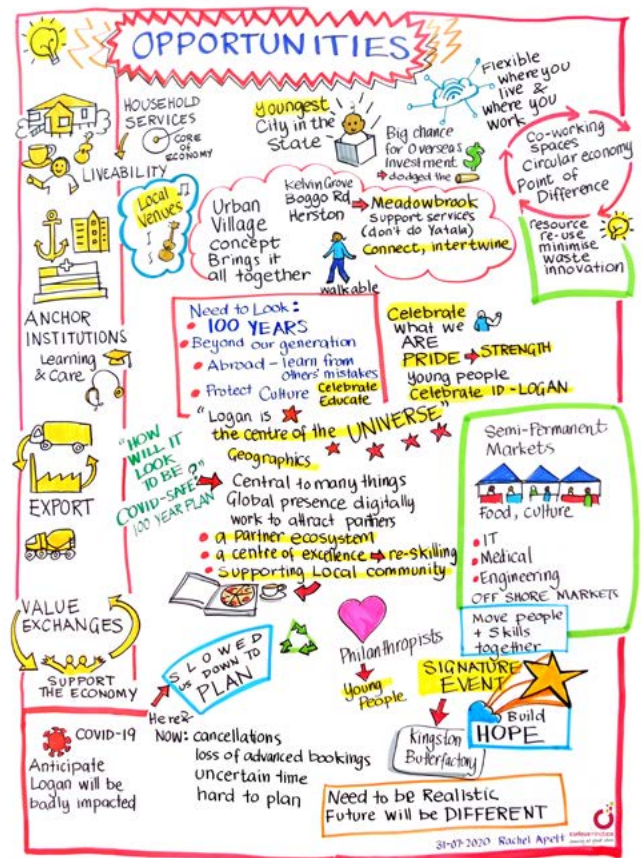 OPPORTUNITIES
HOUSEHOLD
SERVICES
CORE
OF
ECONOMY
LIVEABILITY
Local
Venues
Youngest
City in the
State
Big chance
for Overseas
Investment
dodged the
Flexible
where you
live &
where you
work
Co-working
spaces
Circular economy
Point of
Difference
resource
re-use
minimise
waste
innovation
Urban
Village
concept
Brings it
all together
Kelvin Grove
Boggo Rd
Herston
walkable
Meadowbrook
Support services
(don't do Yatala)
Connect, intertwine
ANCHOR
INSTITUTIONS
Learning
& Care
Need to Look:
100 YEARS
Beyond our generation
Abroad - learn from
others' mistakes
Protect Culture Celebrate
Educate
Celebrate
what we
ARE
PRIDE STRENGTH
Young people
Celebrate ID-LOGAN
"Logan is
the centre of the UNIVERSE"
Geographics
Central to many things
Global presence digitally
work to attract partners
a partner ecosystem
a centre of excellence re-skilling
Supporting Local community
"HOW
WILL IT
LOOK
TO BE?"
COVID-SAFE
100 YEAR PLAN
EXPORT
Semi-Permanent
Markets
Food, culture
IT
Medical
Engineering
OFF SHORE MARKETS
Move people
+ Skills
together
VALUE
EXCHANGES
SUPPORT
THE ECONOMY
SLOWED
US DOWN TO
PLAN
Philanthropists
Young
People
SIGNATURE
EVENT
Kingston
Butterfactory
Build
HOPE
COVID-19
Anticipate
Logan will be
badly impacted
Here &
Now: cancellations
loss of advanced bookings
uncertain time
hard to plan
Need to be Realistic
Future will be DIFFERENT
31-07-2020 Rachel Apelt